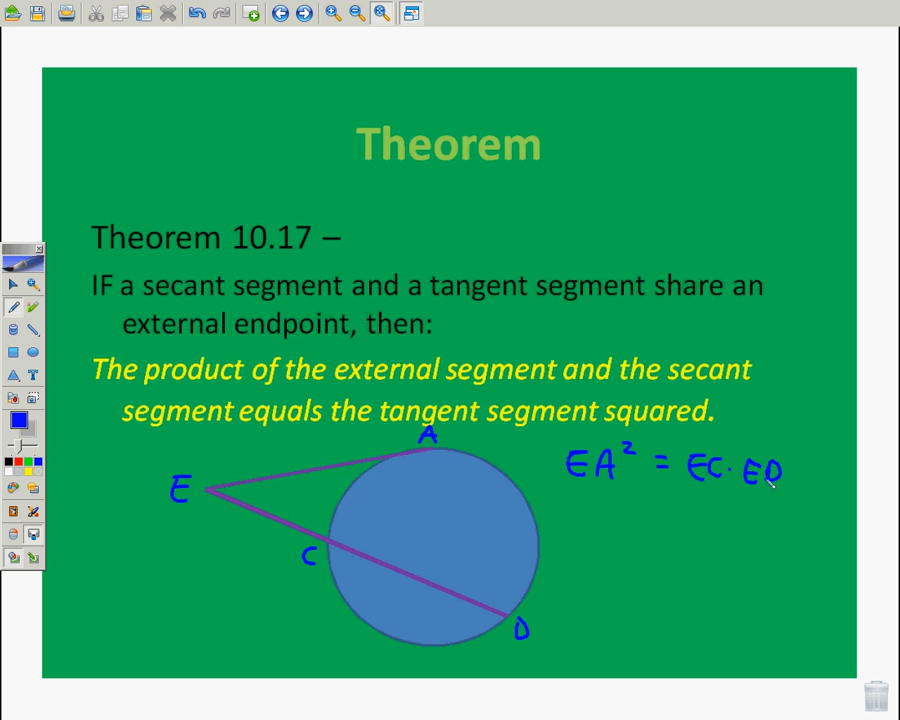 Theorem
Theorem 10.17 –
IF a secant segment and a tangent segment share an
external endpoint, then:
The product of the external segment and the secant
segment equals the tangent segment squared.
A
EA² = EC · ED
E
C
D